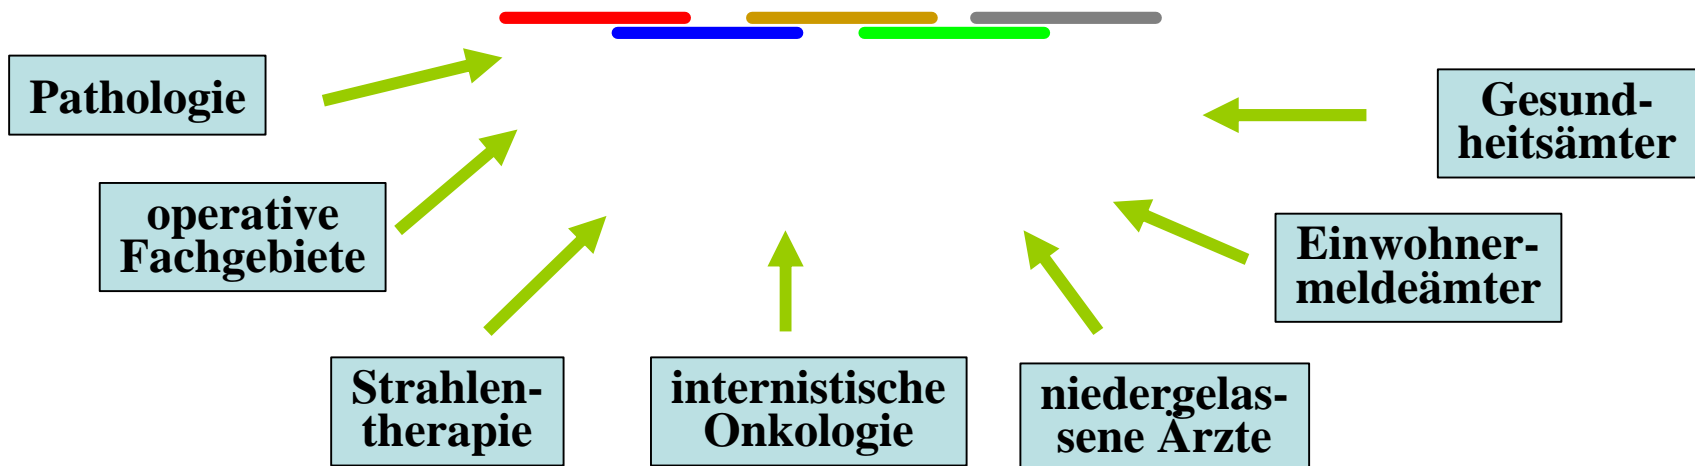 Pathologie
operative
Fachgebiete
Strahlen-
therapie
internistische
Onkologie
niedergelas-
sene Ärzte
Einwohner-
meldeämter
Gesund-
heitsämter